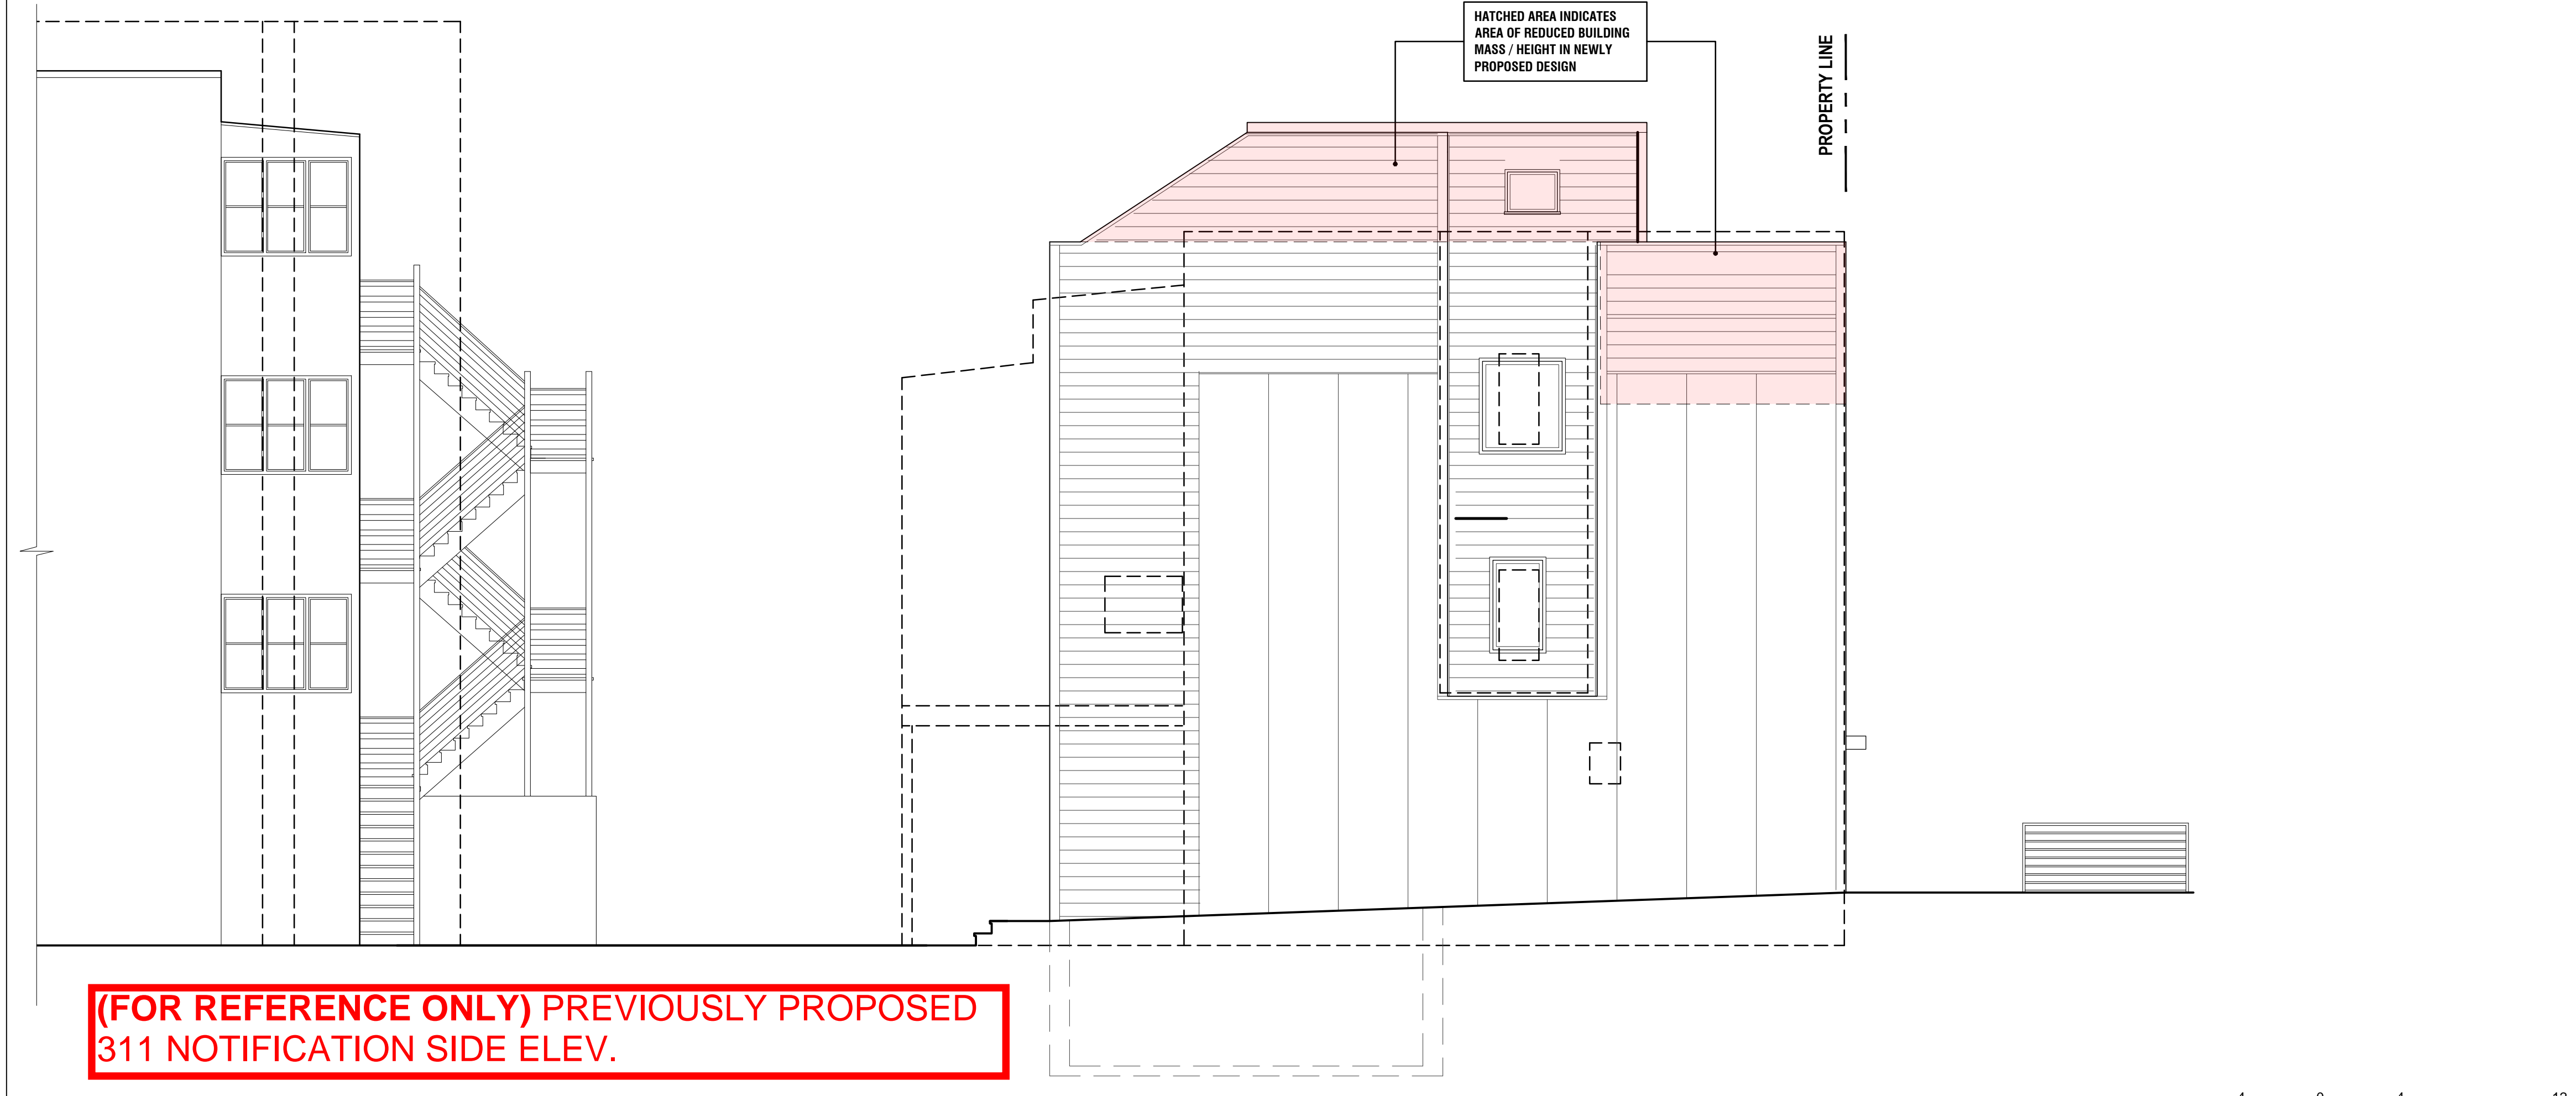 HATCHED AREA INDICATES
AREA OF REDUCED BUILDING
MASS / HEIGHT IN NEWLY
PROPOSED DESIGN
PROPERTY LINE
(FOR REFERENCE ONLY) PREVIOUSLY PROPOSED
311 NOTIFICATION SIDE ELEV.